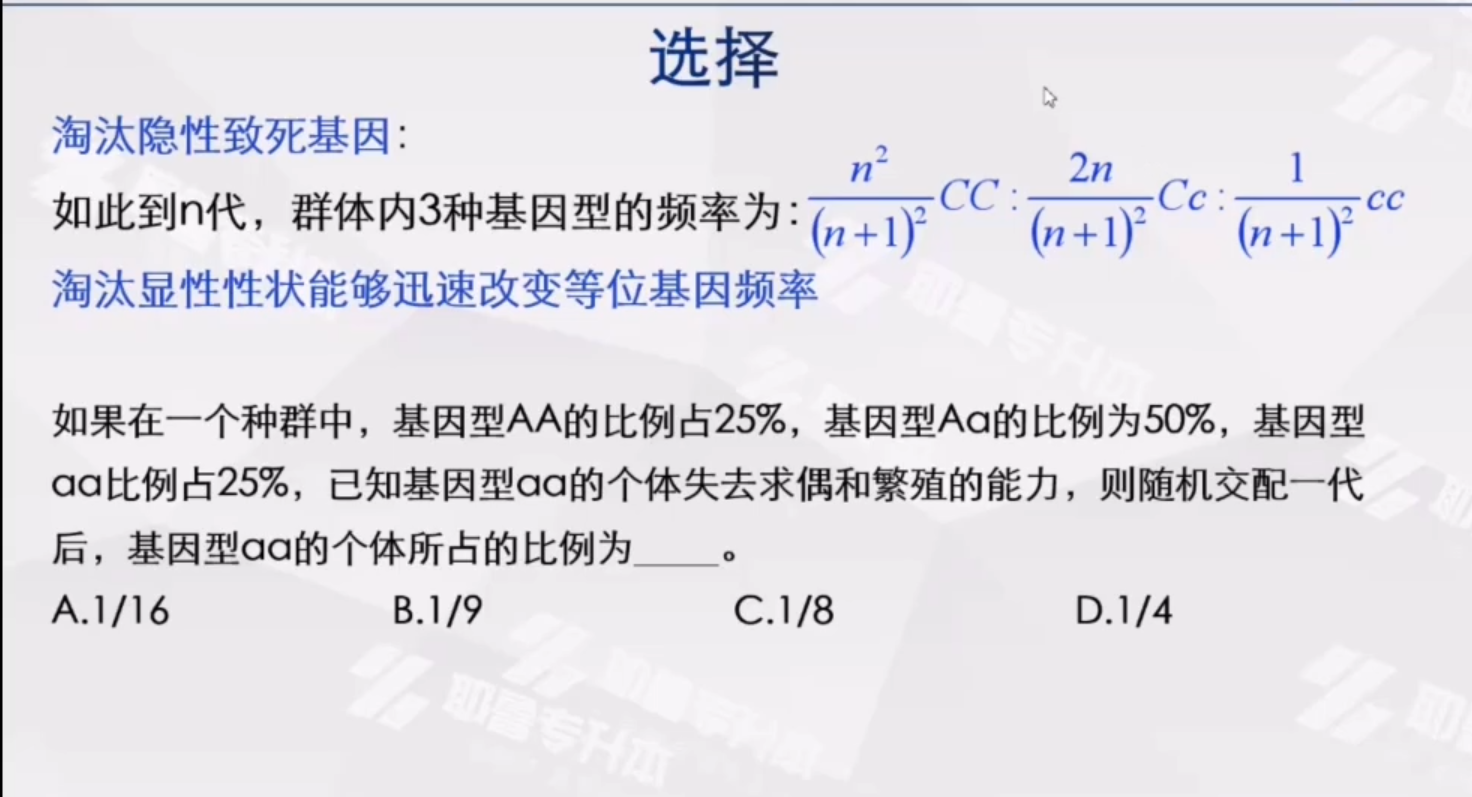 选择
淘汰隐性致死基因：
如此到n代，群体内3种基因型的频率为：n²/(n+1)² CC : 2n/(n+1)² Cc : 1/(n+1)² cc
淘汰显性性状能够迅速改变等位基因频率
如果在一个种群中，基因型AA的比例占25%，基因型Aa的比例为50%，基因型
aa比例占25%，已知基因型aa的个体失去求偶和繁殖的能力，则随机交配一代
后，基因型aa的个体所占的比例为____。
A.1/16 B.1/9 C.1/8 D.1/4